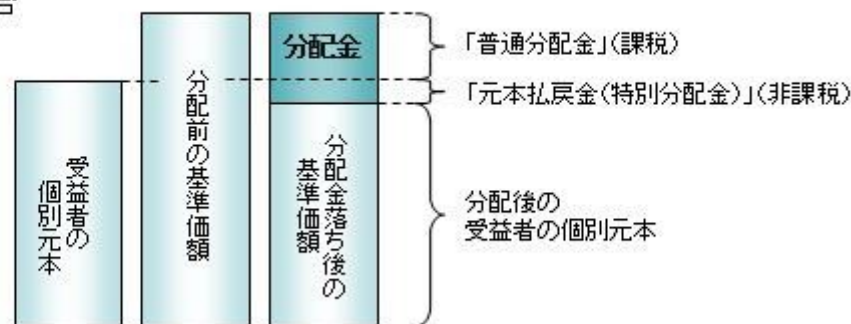 分配金
「普通分配金」(課税)
「元本払戻金(特別分配金)」(非課税)
受益者の
個別元本
分配前の基準価額
分配金落ち後の
基準価額
分配後の
受益者の個別元本